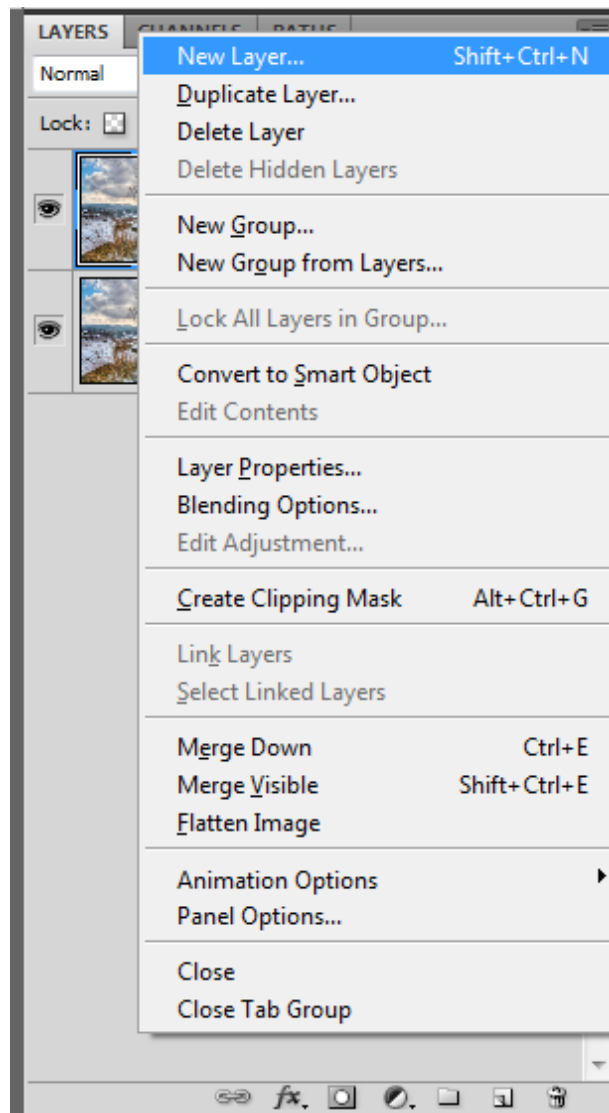 LAYERS CHANNELS PATHS
Normal
Lock:
New Layer... Shift+Ctrl+N
Duplicate Layer...
Delete Layer
Delete Hidden Layers
New Group...
New Group from Layers...
Lock All Layers in Group...
Convert to Smart Object
Edit Contents
Layer Properties...
Blending Options...
Edit Adjustment...
Create Clipping Mask Alt+Ctrl+G
Link Layers
Select Linked Layers
Merge Down Ctrl+E
Merge Visible Shift+Ctrl+E
Flatten Image
Animation Options
Panel Options...
Close
Close Tab Group
fx.